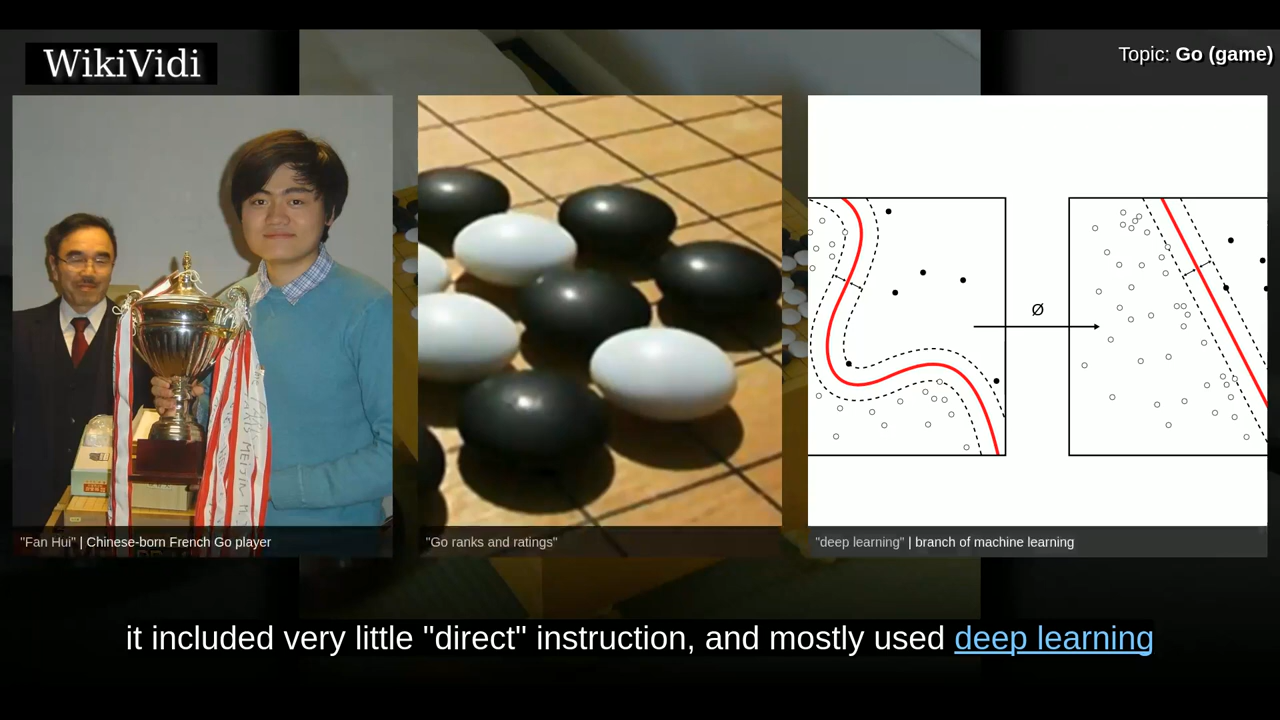 WikiVidi
Topic: Go (game)
Ø
"Fan Hui" | Chinese-born French Go player
"Go ranks and ratings"
"deep learning" | branch of machine learning
it included very little "direct" instruction, and mostly used deep learning